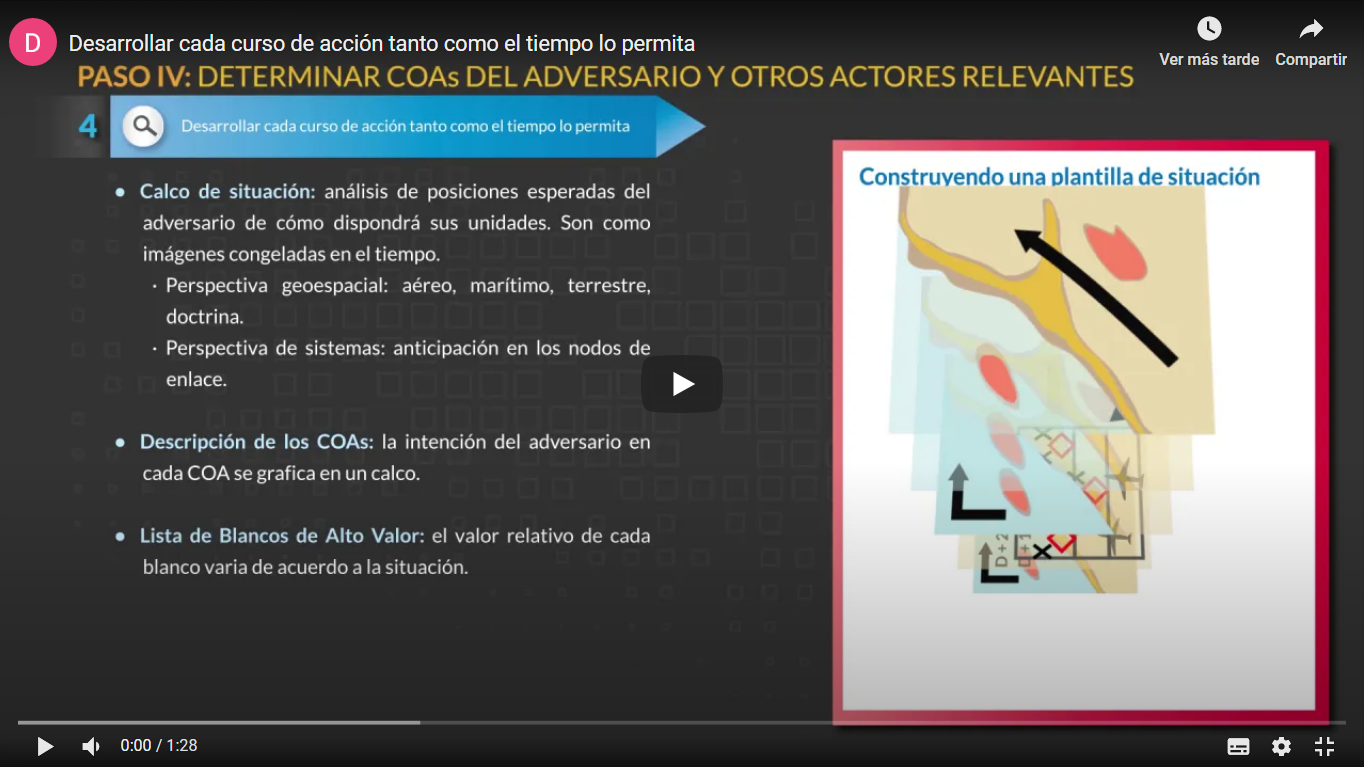 D
Desarrollar cada curso de acción tanto como el tiempo lo permita
Ver más tarde
Compartir
PASO IV: DETERMINAR COAs DEL ADVERSARIO Y OTROS ACTORES RELEVANTES
4
Desarrollar cada curso de acción tanto como el tiempo lo permita
• Calco de situación: análisis de posiciones esperadas del
adversario de cómo dispondrá sus unidades. Son como
imágenes congeladas en el tiempo.
· Perspectiva geoespacial: aéreo, marítimo, terrestre,
doctrina.
· Perspectiva de sistemas: anticipación en los nodos de
enlace.
• Descripción de los COAs: la intención del adversario en
cada COA se grafica en un calco.
• Lista de Blancos de Alto Valor: el valor relativo de cada
blanco varia de acuerdo a la situación.
Construyendo una plantilla de situación
D+2
D+1
0:00 / 1:28